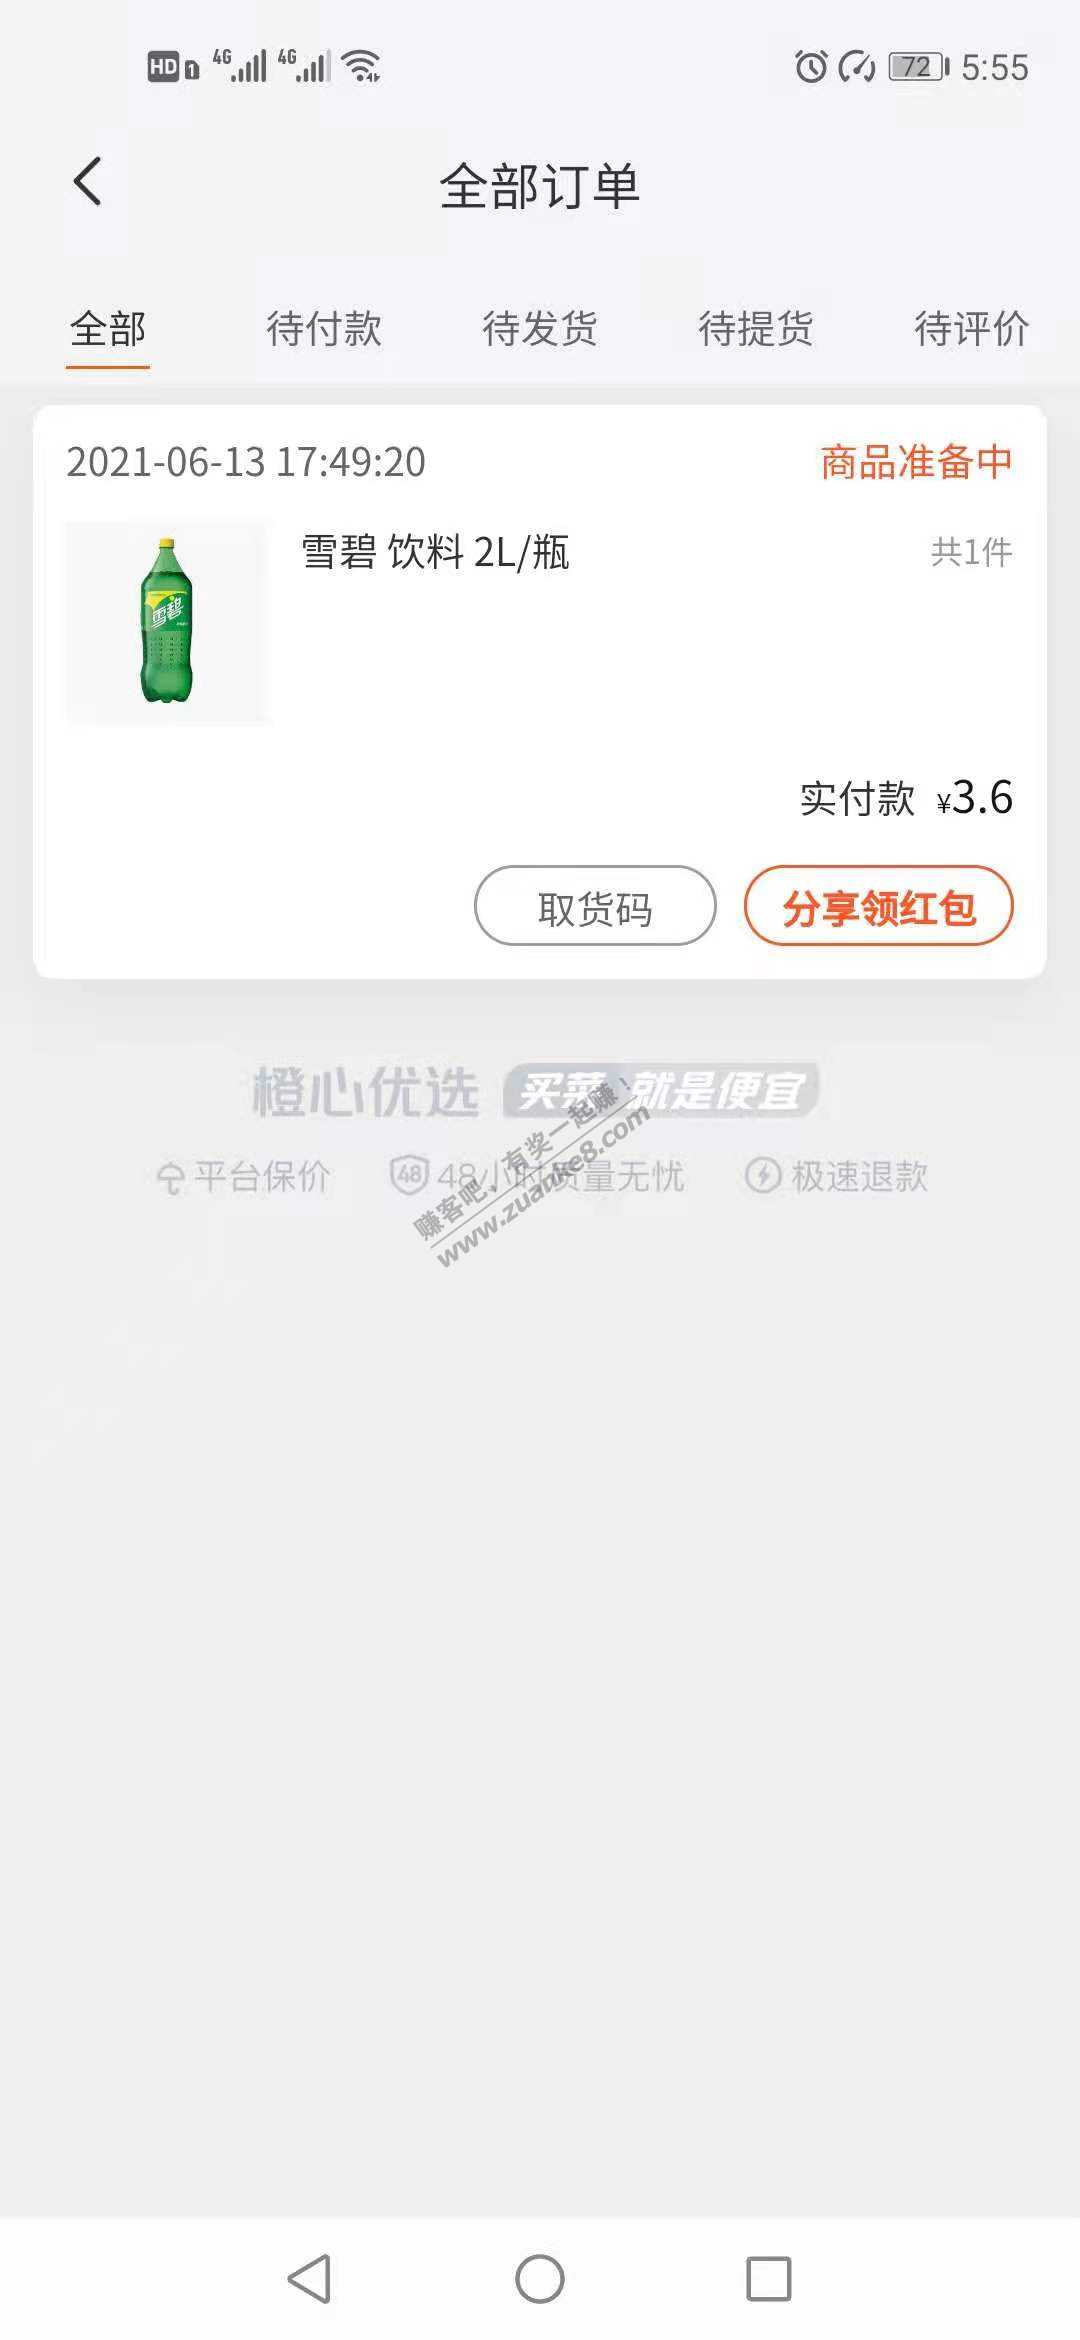 HD 1 4G 4G 72 5:55
全部订单
全部 待付款 待发货 待提货 待评价
2021-06-13 17:49:20 商品准备中
雪碧 饮料 2L/瓶 共1件
雪碧
实付款 ¥3.6
取货码 分享领红包
橙心优选 买菜 就是便宜
平台保价 48 48小时质量无忧 极速退款
赚客吧、有奖一起赚！
www.zuanke8.com